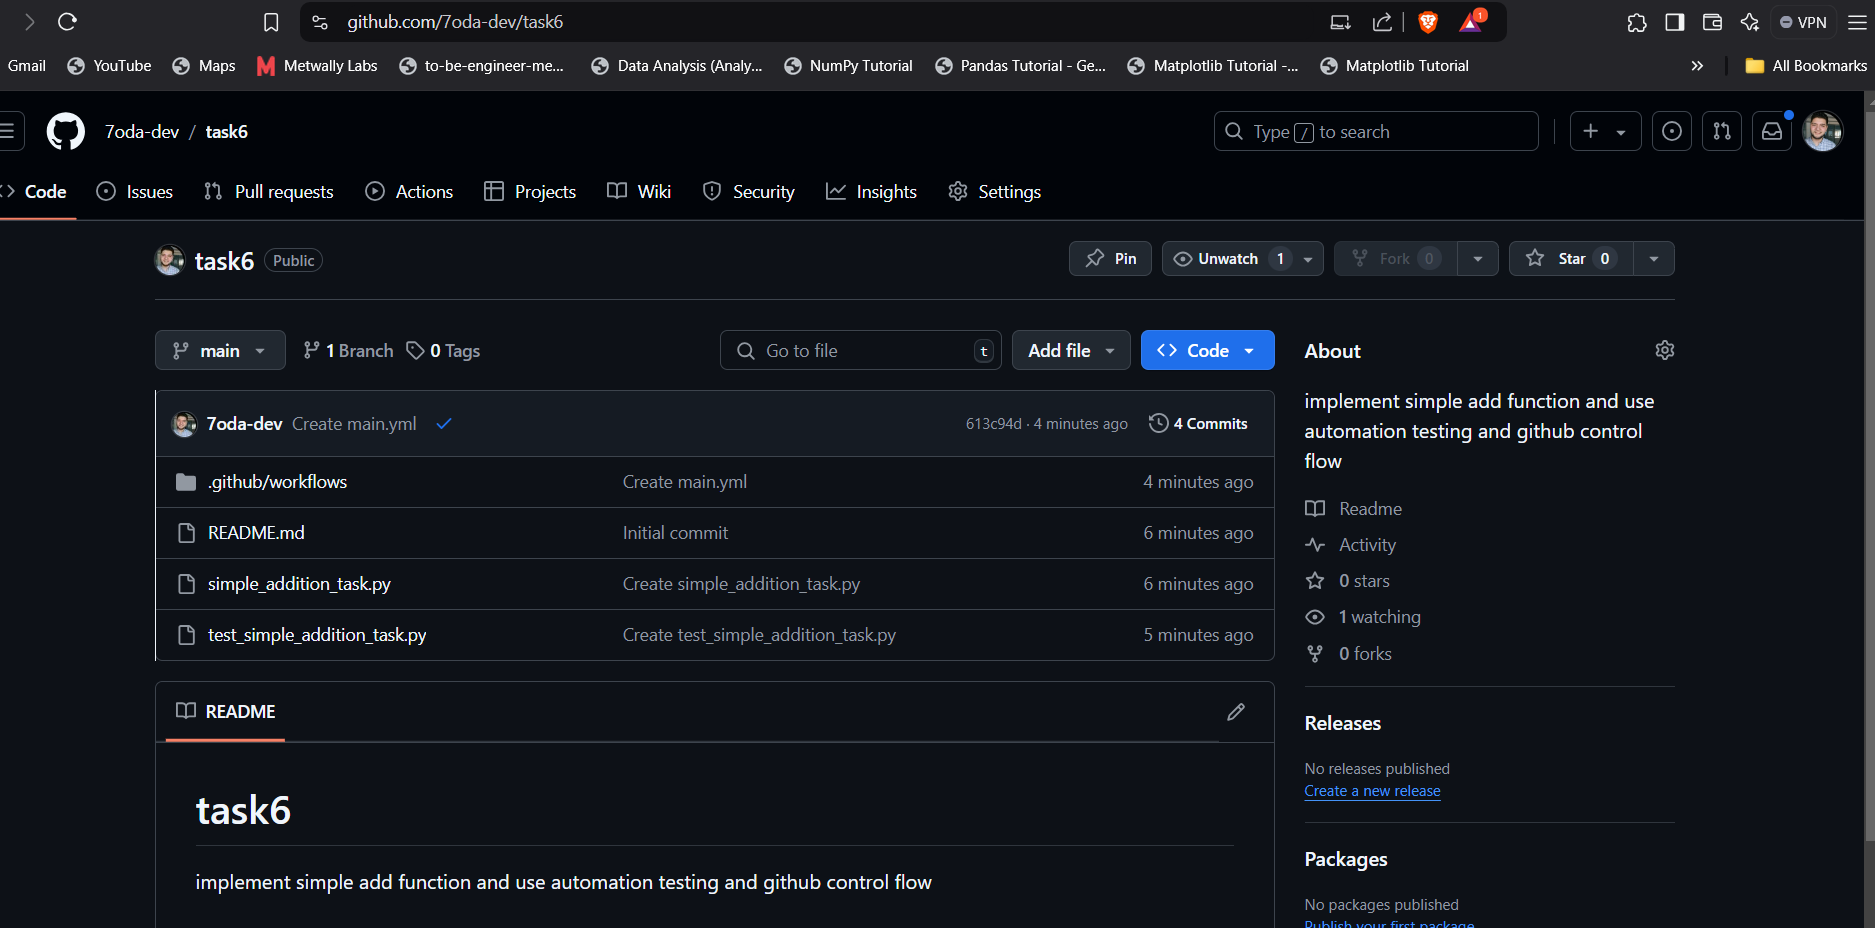 github.com/7oda-dev/task6
1
VPN
Gmail YouTube Maps Metwally Labs to-be-engineer-me... Data Analysis (Analy... NumPy Tutorial Pandas Tutorial - Ge... Matplotlib Tutorial -... Matplotlib Tutorial » All Bookmarks
7oda-dev / task6
Type / to search
Code Issues Pull requests Actions Projects Wiki Security Insights Settings
task6 Public
Pin Unwatch 1 Fork 0 Star 0
main 1 Branch 0 Tags Go to file t Add file Code
7oda-dev Create main.yml 613c94d · 4 minutes ago 4 Commits
.github/workflows Create main.yml 4 minutes ago
README.md Initial commit 6 minutes ago
simple_addition_task.py Create simple_addition_task.py 6 minutes ago
test_simple_addition_task.py Create test_simple_addition_task.py 5 minutes ago
README
task6
implement simple add function and use automation testing and github control flow
About
implement simple add function and use
automation testing and github control
flow
Readme
Activity
0 stars
1 watching
0 forks
Releases
No releases published
Create a new release
Packages
No packages published
Publish your first package